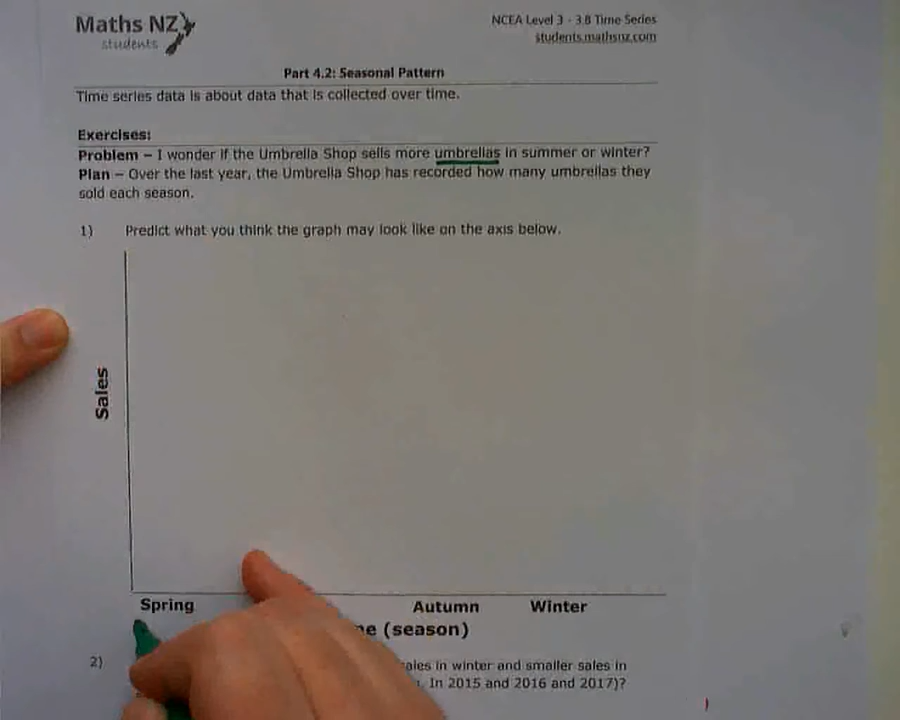 Maths NZ
students
NCEA Level 3 - 3.8 Time Series
students.mathsnz.com
Part 4.2: Seasonal Pattern
Time series data is about data that is collected over time.
Exercises:
Problem – I wonder if the Umbrella Shop sells more umbrellas in summer or winter?
Plan – Over the last year, the Umbrella Shop has recorded how many umbrellas they
sold each season.
1) Predict what you think the graph may look like on the axis below.
Sales
Spring Autumn Winter
(season)
2) in winter and smaller sales in
In 2015 and 2016 and 2017)?